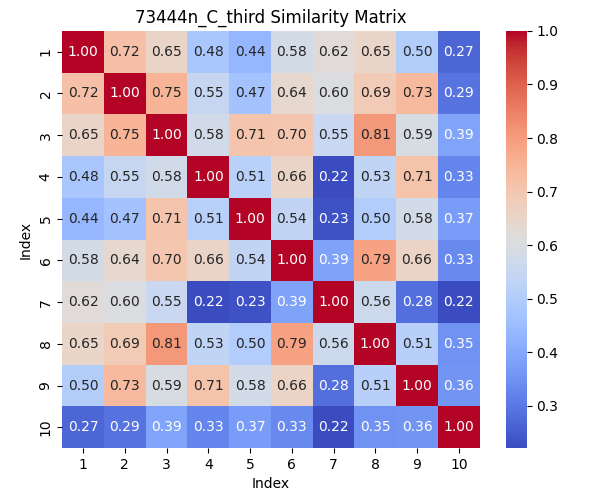 73444n_C_third Similarity Matrix
1 1.00 0.72 0.65 0.48 0.44 0.58 0.62 0.65 0.50 0.27
2 0.72 1.00 0.75 0.55 0.47 0.64 0.60 0.69 0.73 0.29
3 0.65 0.75 1.00 0.58 0.71 0.70 0.55 0.81 0.59 0.39
4 0.48 0.55 0.58 1.00 0.51 0.66 0.22 0.53 0.71 0.33
5 0.44 0.47 0.71 0.51 1.00 0.54 0.23 0.50 0.58 0.37
6 0.58 0.64 0.70 0.66 0.54 1.00 0.39 0.79 0.66 0.33
7 0.62 0.60 0.55 0.22 0.23 0.39 1.00 0.56 0.28 0.22
8 0.65 0.69 0.81 0.53 0.50 0.79 0.56 1.00 0.51 0.35
9 0.50 0.73 0.59 0.71 0.58 0.66 0.28 0.51 1.00 0.36
10 0.27 0.29 0.39 0.33 0.37 0.33 0.22 0.35 0.36 1.00
1 2 3 4 5 6 7 8 9 10
Index
Index
1.0
0.9
0.8
0.7
0.6
0.5
0.4
0.3